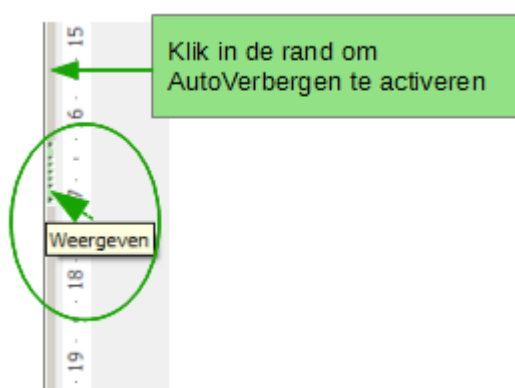 15
Klik in de rand om
AutoVerbergen te activeren
16
17
Weergeven
18
19